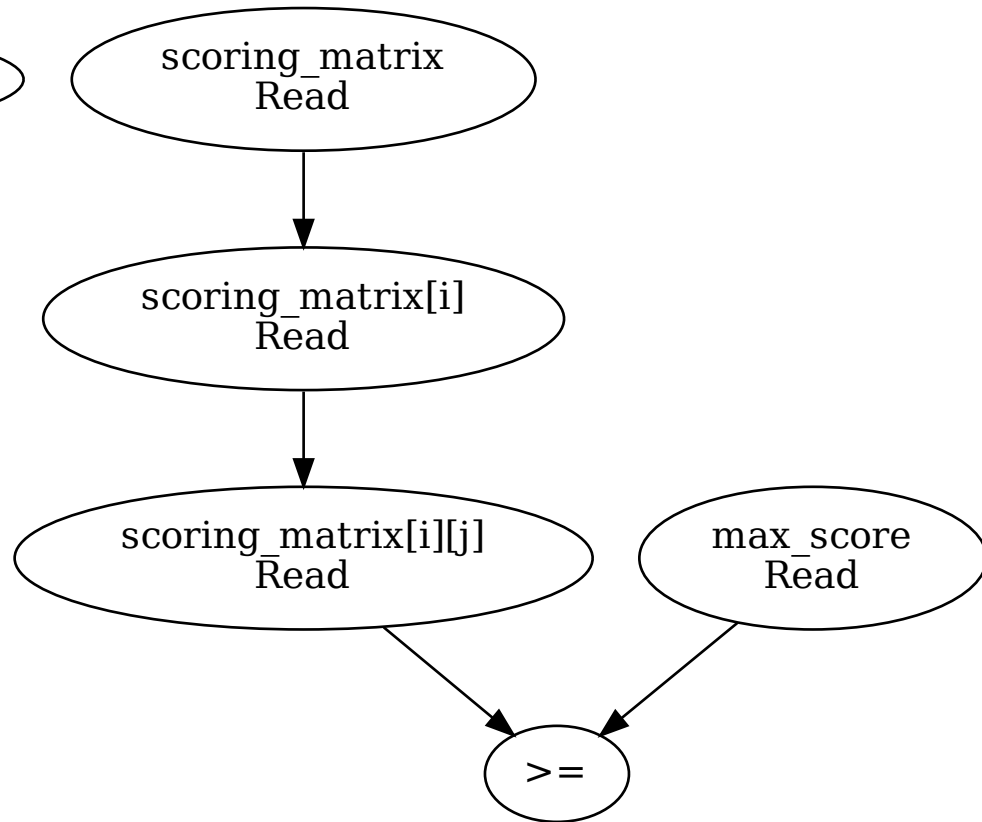 scoring_matrix
Read
scoring_matrix[i]
Read
scoring_matrix[i][j]
Read
max_score
Read
>=